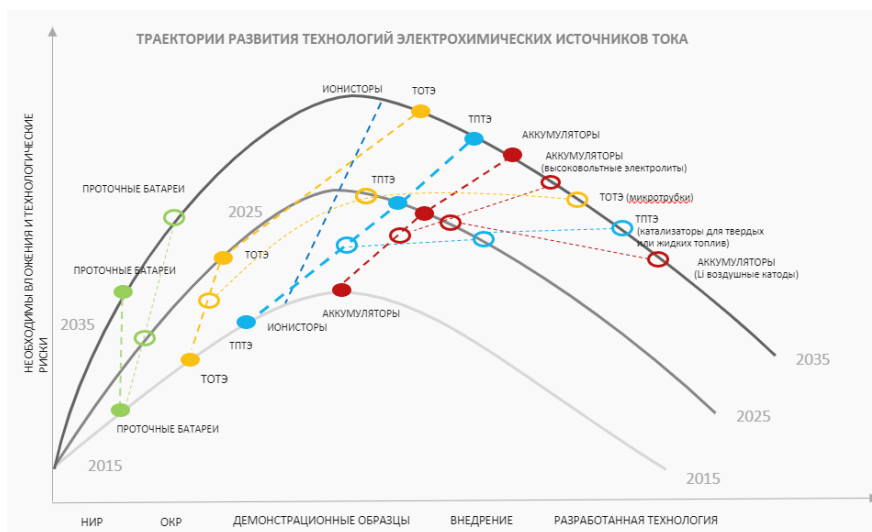 ТРАЕКТОРИИ РАЗВИТИЯ ТЕХНОЛОГИЙ ЭЛЕКТРОХИМИЧЕСКИХ ИСТОЧНИКОВ ТОКА
НЕОБХОДИМЫ ВЛОЖЕНИЯ И ТЕХНОЛОГИЧЕСКИЕ
РИСКИ
ИОНИСТОРЫ
ТОТЭ
ТПТЭ
АККУМУЛЯТОРЫ
АККУМУЛЯТОРЫ
(высоковольтные электролиты)
ТОТЭ (микротрубки)
ТПТЭ
(катализаторы для твердых
или жидких топлив)
АККУМУЛЯТОРЫ
(Li воздушные катоды)
ПРОТОЧНЫЕ БАТАРЕИ
ТПТЭ
2025
ТОТЭ
ПРОТОЧНЫЕ БАТАРЕИ
2035
ИОНИСТОРЫ
АККУМУЛЯТОРЫ
ТПТЭ
ТОТЭ
ПРОТОЧНЫЕ БАТАРЕИ
2035
2025
2015
2015
НИР
ОКР
ДЕМОНСТРАЦИОННЫЕ ОБРАЗЦЫ
ВНЕДРЕНИЕ
РАЗРАБОТАННАЯ ТЕХНОЛОГИЯ